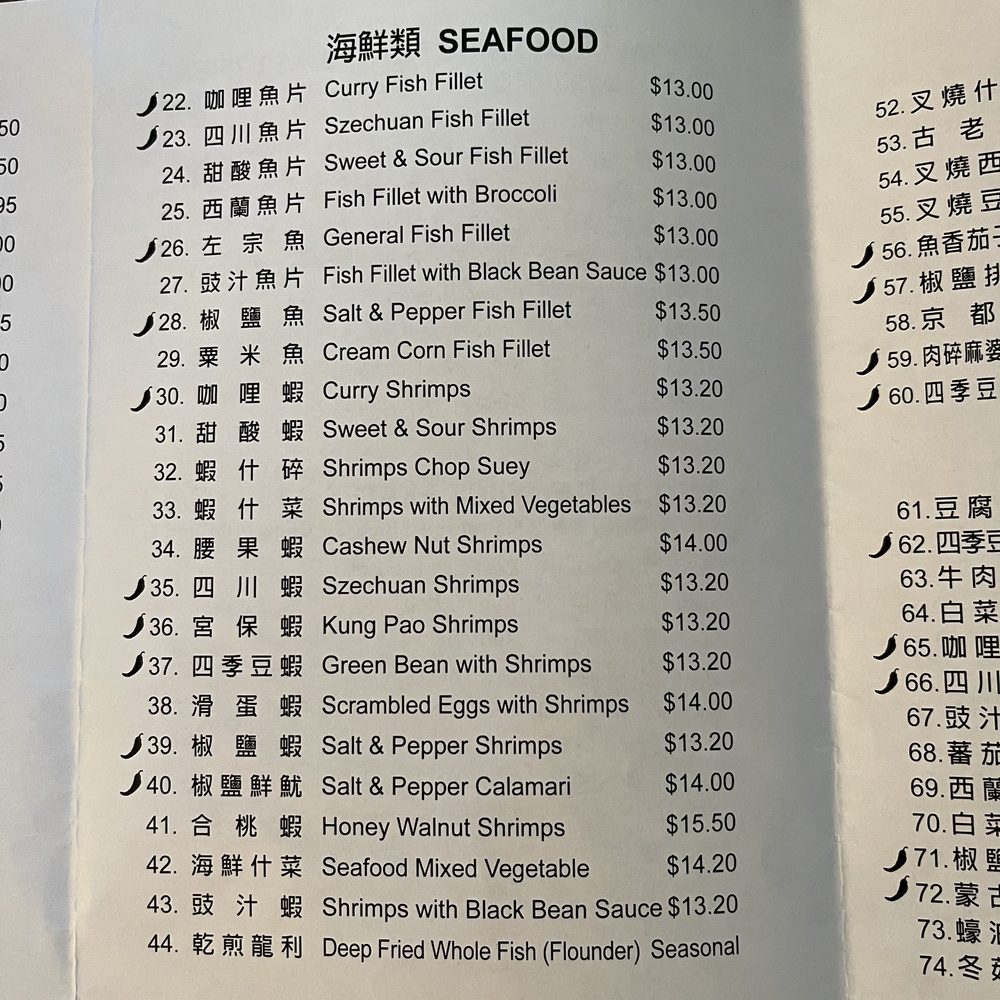 海鮮類 SEAFOOD
22. 咖哩魚片 Curry Fish Fillet $13.00
23. 四川魚片 Szechuan Fish Fillet $13.00
24. 甜酸魚片 Sweet & Sour Fish Fillet $13.00
25. 西蘭魚片 Fish Fillet with Broccoli $13.00
26. 左宗魚 General Fish Fillet $13.00
27. 豉汁魚片 Fish Fillet with Black Bean Sauce $13.00
28. 椒鹽魚 Salt & Pepper Fish Fillet $13.50
29. 粟米魚 Cream Corn Fish Fillet $13.50
30. 咖哩蝦 Curry Shrimps $13.20
31. 甜酸蝦 Sweet & Sour Shrimps $13.20
32. 蝦什碎 Shrimps Chop Suey $13.20
33. 蝦什菜 Shrimps with Mixed Vegetables $13.20
34. 腰果蝦 Cashew Nut Shrimps $14.00
35. 四川蝦 Szechuan Shrimps $13.20
36. 宮保蝦 Kung Pao Shrimps $13.20
37. 四季豆蝦 Green Bean with Shrimps $13.20
38. 滑蛋蝦 Scrambled Eggs with Shrimps $14.00
39. 椒鹽蝦 Salt & Pepper Shrimps $13.20
40. 椒鹽鮮魷 Salt & Pepper Calamari $14.00
41. 合桃蝦 Honey Walnut Shrimps $15.50
42. 海鮮什菜 Seafood Mixed Vegetable $14.20
43. 豉汁蝦 Shrimps with Black Bean Sauce $13.20
44. 乾煎龍利 Deep Fried Whole Fish (Flounder) Seasonal
52. 叉燒什
53. 古老
54. 叉燒西
55. 叉燒豆
56. 魚香茄子
57. 椒鹽排
58. 京都
59. 肉碎麻婆
60. 四季豆
61. 豆腐
62. 四季豆
63. 牛肉
64. 白菜
65. 咖哩
66. 四川
67. 豉汁
68. 蕃茄
69. 西蘭
70. 白菜
71. 椒鹽
72. 蒙古
73. 蠔油
74. 冬菇